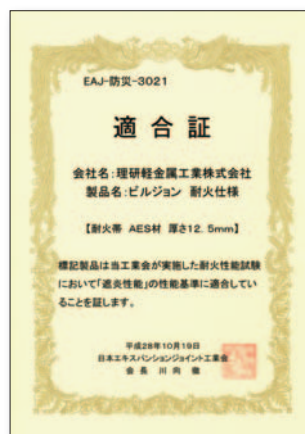 EAJ-防災-3021
適合証
会社名：理研軽金属工業株式会社
製品名：ビルジョン 耐火仕様
【耐火帯 AES材 厚さ12.5mm】
標記製品は当工業会が実施した耐火性能試験
において「遮炎性能」の性能基準に適合してい
ることを証します。
平成28年10月19日
日本エキスパンションジョイント工業会
会長 川向 徹